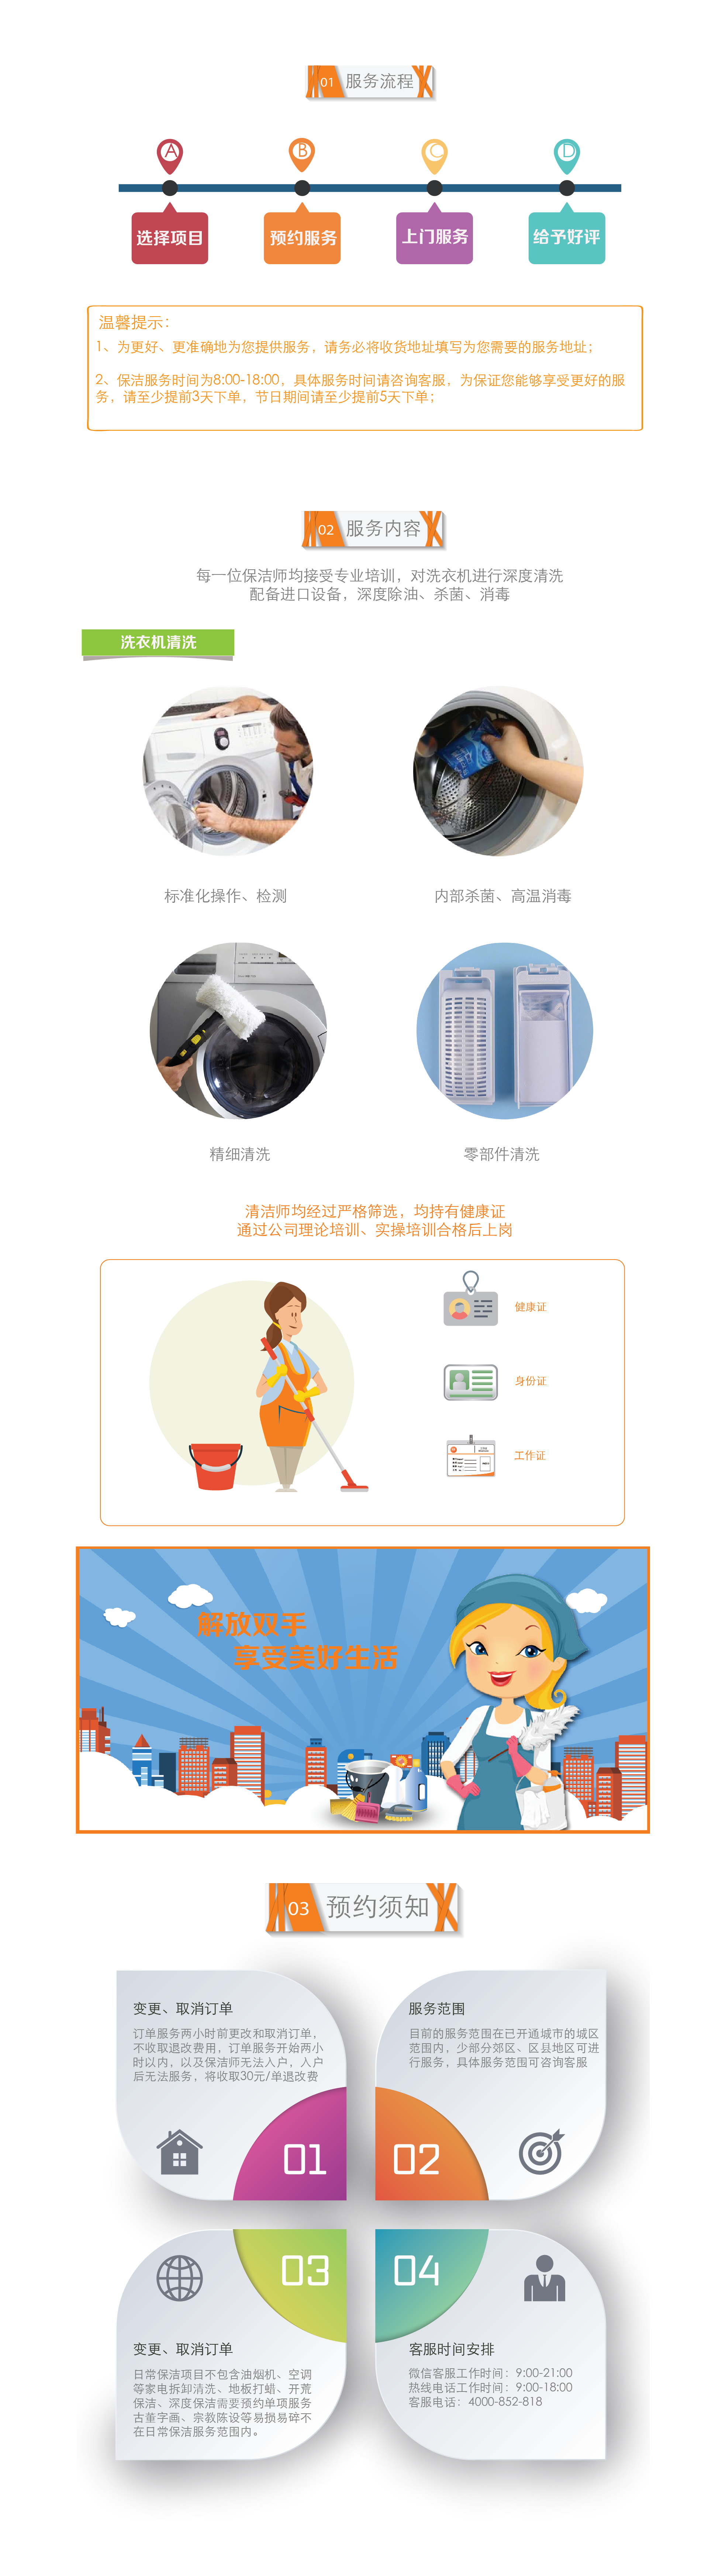 01 服务流程
A
B
C
D
选择项目
预约服务
上门服务
给予好评
温馨提示：
1、为更好、更准确地为您提供服务，请务必将收货地址填写为您需要的服务地址；
2、保洁服务时间为8:00-18:00，具体服务时间请咨询客服，为保证您能够享受更好的服
务，请至少提前3天下单，节日期间请至少提前5天下单；
02 服务内容
每一位保洁师均接受专业培训，对洗衣机进行深度清洗
配备进口设备，深度除油、杀菌、消毒
洗衣机清洗
标准化操作、检测
内部杀菌、高温消毒
精细清洗
零部件清洗
清洁师均经过严格筛选，均持有健康证
通过公司理论培训、实操培训合格后上岗
健康证
身份证
工作证
解放双手
享受美好生活
03 预约须知
变更、取消订单
订单服务两小时前更改和取消订单，
不收取退改费用，订单服务开始两小
时以内，以及保洁师无法入户，入户
后无法服务，将收取30元/单退改费
01
服务范围
目前的服务范围在已开通城市的城区
范围内，少部分郊区、区县地区可进
行服务，具体服务范围可咨询客服
02
03
变更、取消订单
日常保洁项目不包含油烟机、空调
等家电拆卸清洗、地板打蜡、开荒
保洁、深度保洁需要预约单项服务
古董字画、宗教陈设等易损易碎不
在日常保洁服务范围内。
04
客服时间安排
微信客服工作时间：9:00-21:00
热线电话工作时间：9:00-18:00
客服电话：4000-852-818